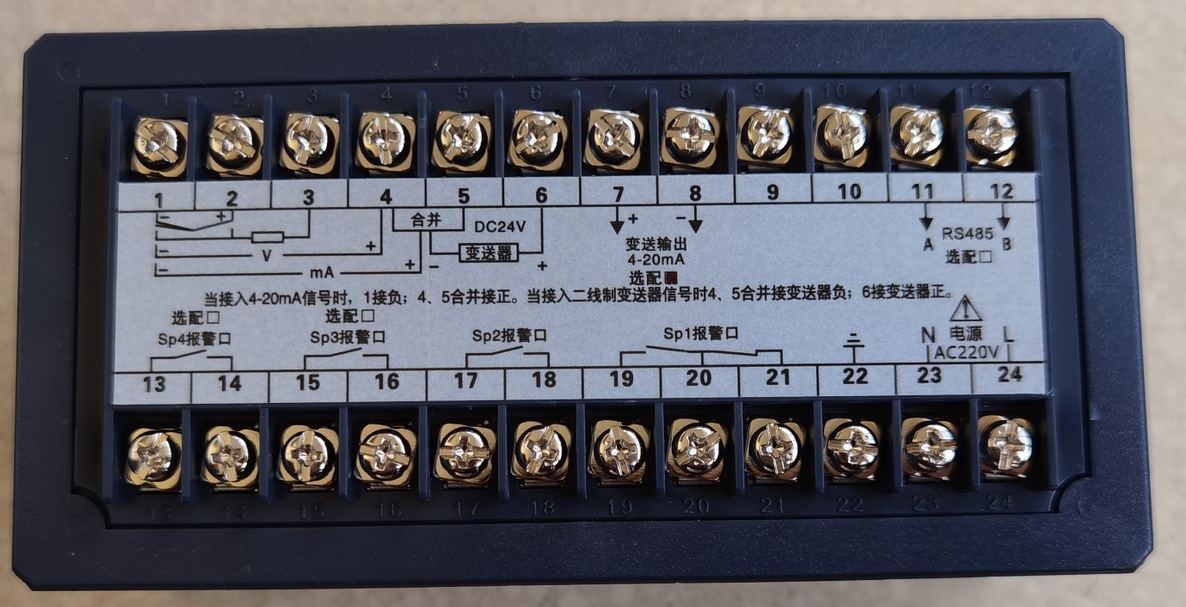 1 2 3 4 5 6 7 8 9 10 11 12
1 2 3 4 5 6 7 8 9 10 11 12
− + 合并 DC24V + −
− 变送器 变送输出 A RS485 B
− V + 4-20mA 选配□
− mA + − + 选配■
当接入4-20mA信号时，1接负；4、5合并接正。当接入二线制变送器信号时4、5合并接变送器负；6接变送器正。
选配□ 选配□
Sp4报警口 Sp3报警口 Sp2报警口 Sp1报警口 N 电源 L
AC220V
13 14 15 16 17 18 19 20 21 22 23 24
13 14 15 16 17 18 19 20 21 22 23 24